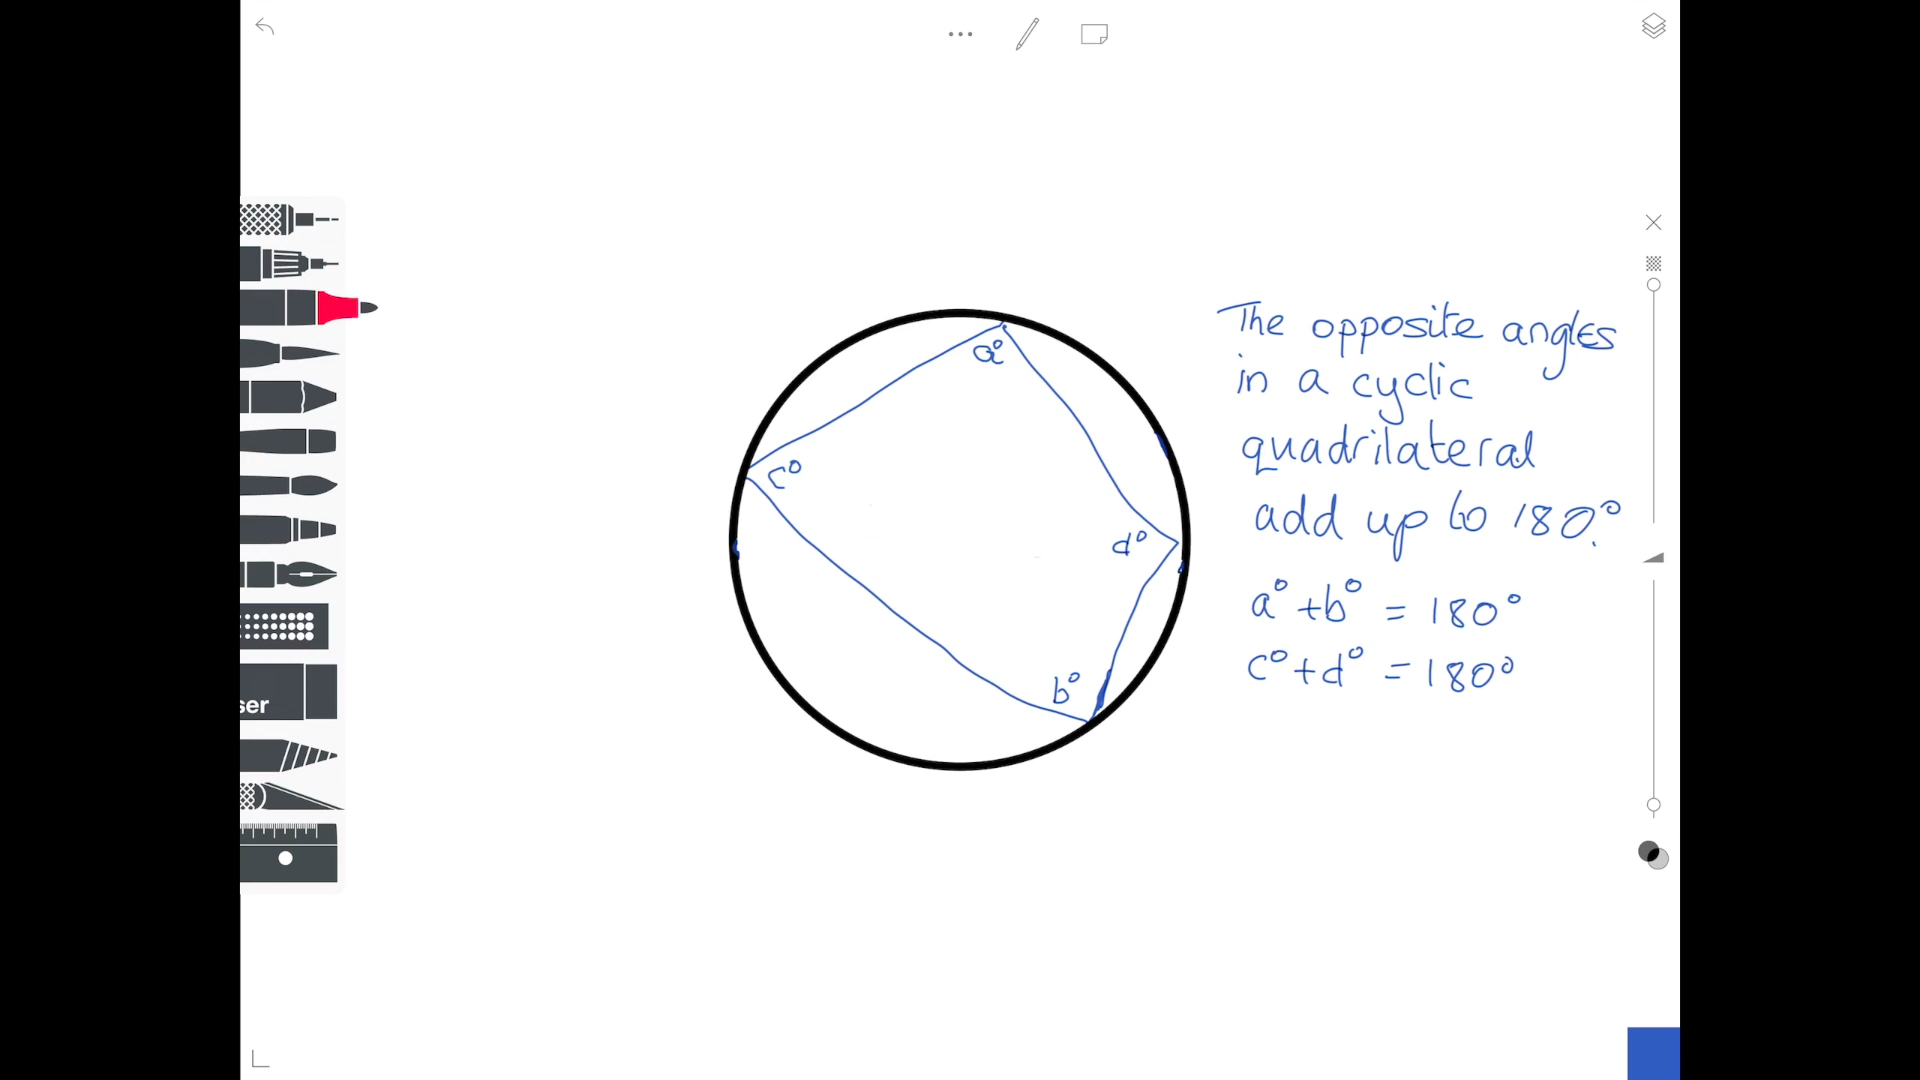 The opposite angles
in a cyclic
quadrilateral
add up to 180°.
a° + b° = 180°
c° + d° = 180°
a°
c°
d°
b°
ser